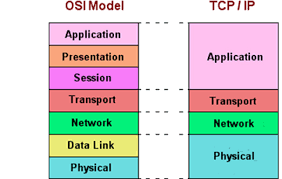 OSI Model
TCP / IP
Application
Presentation
Session
Transport
Network
Data Link
Physical
Application
Transport
Network
Physical